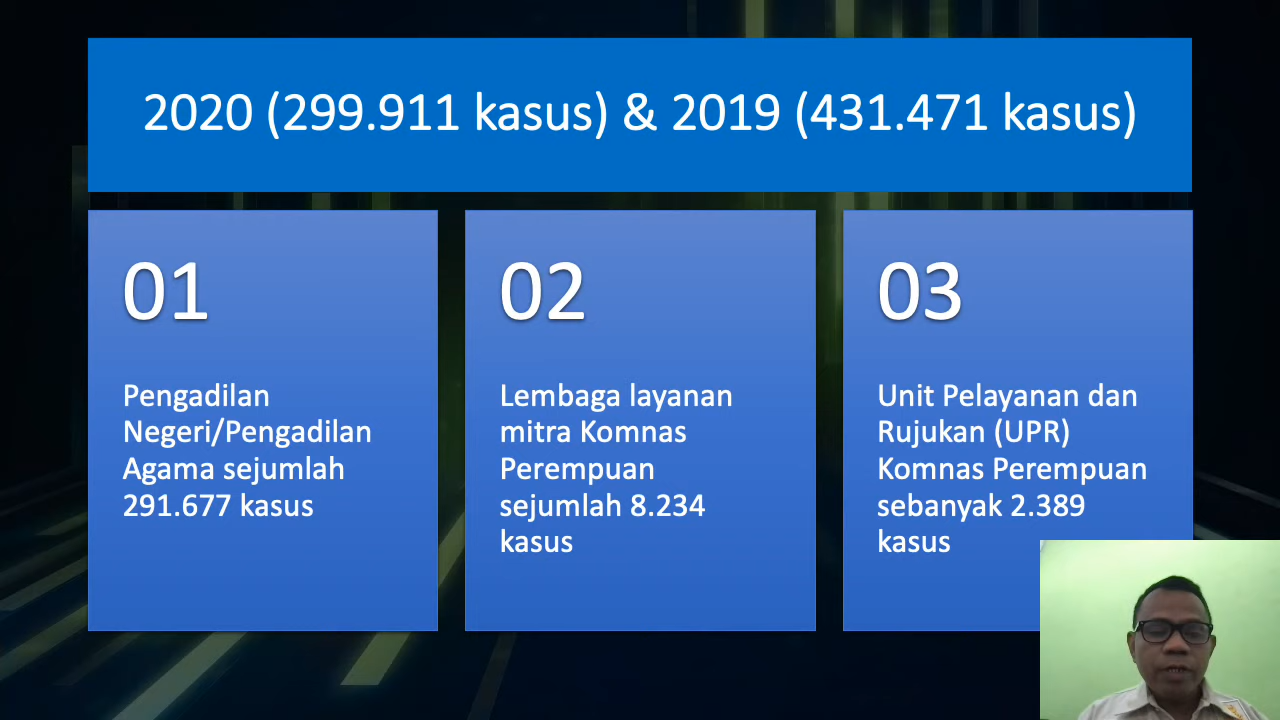 2020 (299.911 kasus) & 2019 (431.471 kasus)
01
Pengadilan
Negeri/Pengadilan
Agama sejumlah
291.677 kasus
02
Lembaga layanan
mitra Komnas
Perempuan
sejumlah 8.234
kasus
03
Unit Pelayanan dan
Rujukan (UPR)
Komnas Perempuan
sebanyak 2.389
kasus